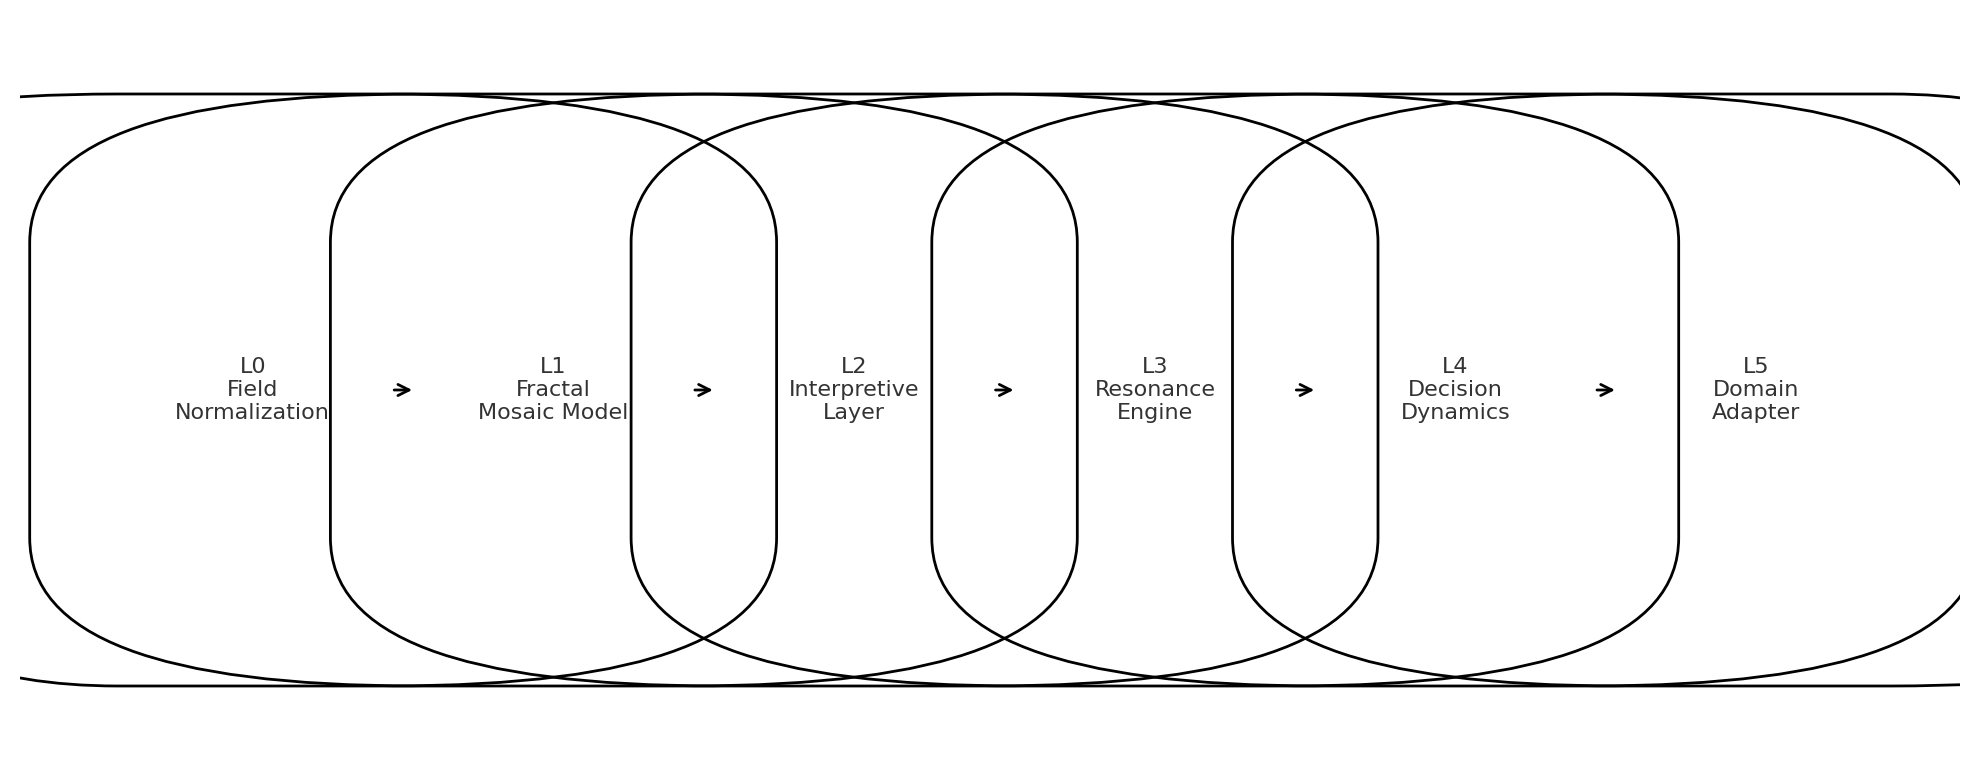 L0
Field
Normalization
L1
Fractal
Mosaic Model
L2
Interpretive
Layer
L3
Resonance
Engine
L4
Decision
Dynamics
L5
Domain
Adapter